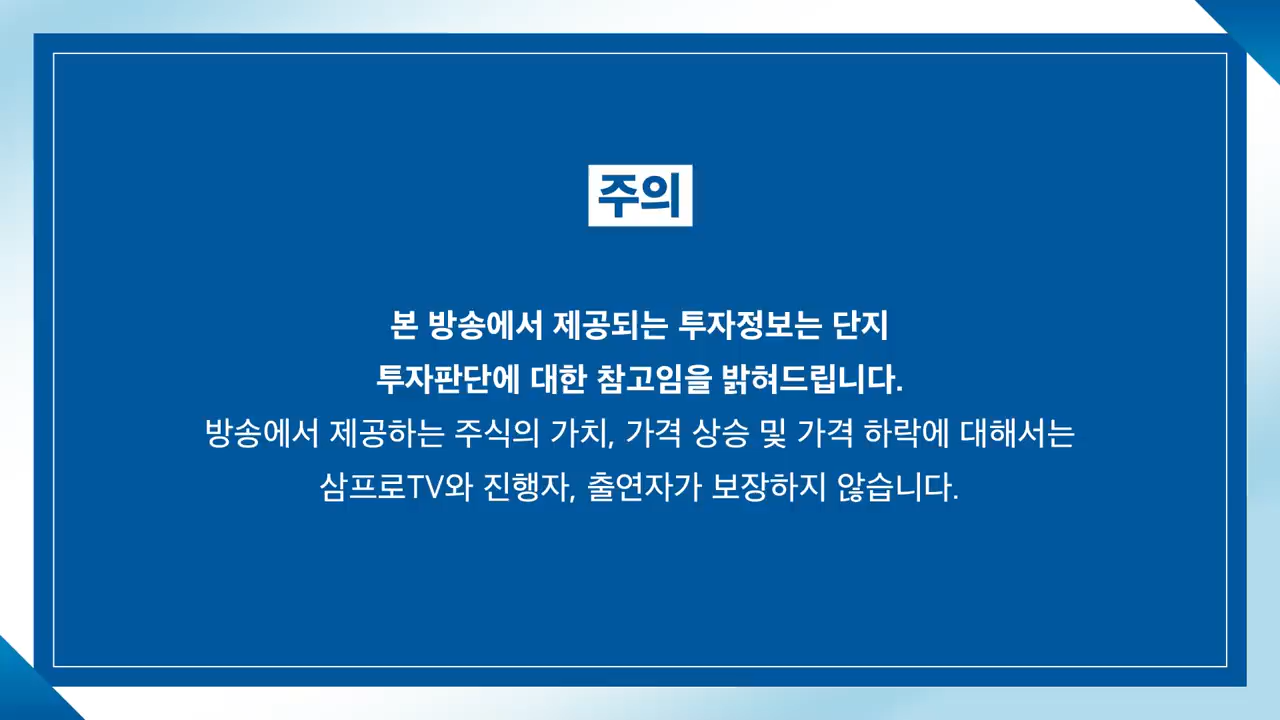 주의
본 방송에서 제공되는 투자정보는 단지
투자판단에 대한 참고임을 밝혀드립니다.
방송에서 제공하는 주식의 가치, 가격 상승 및 가격 하락에 대해서는
삼프로TV와 진행자, 출연자가 보장하지 않습니다.